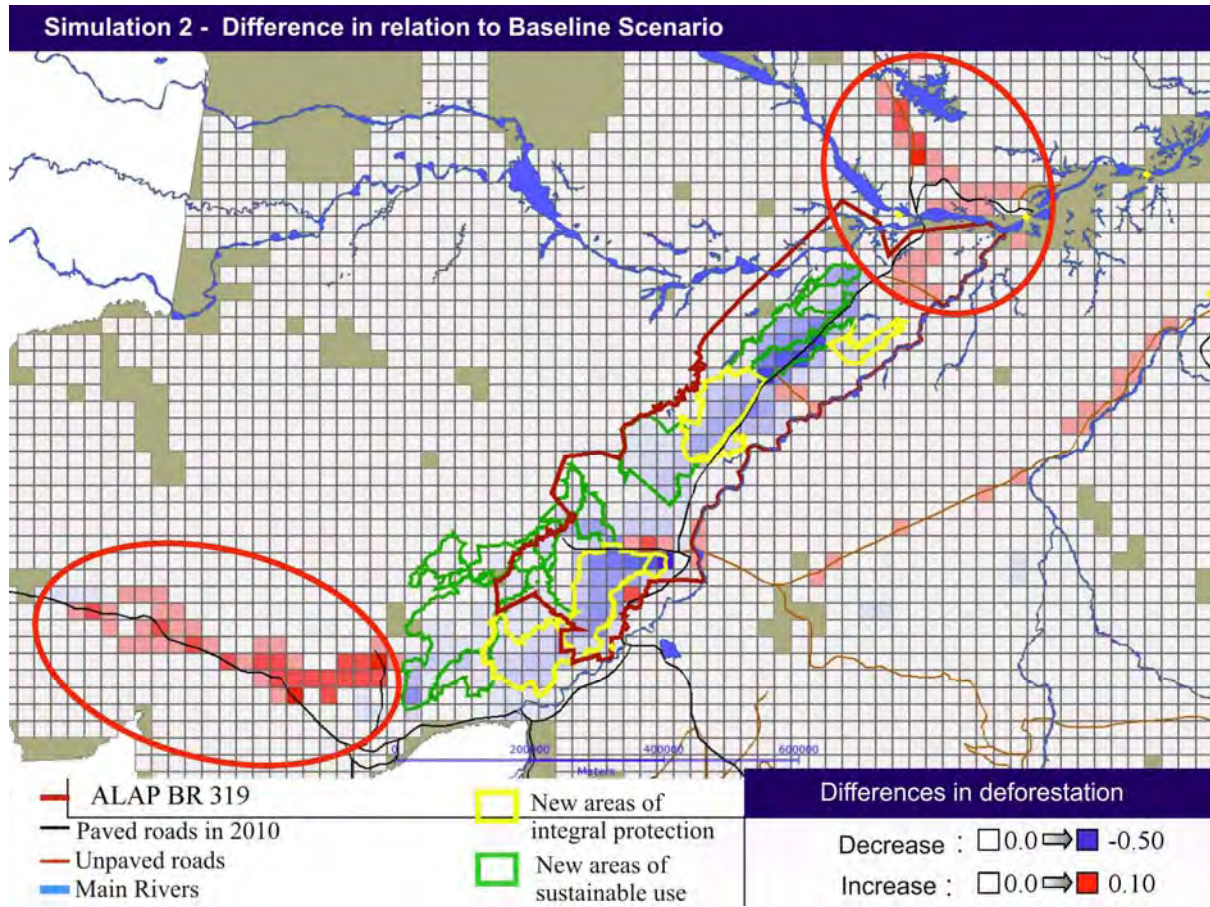 Simulation 2 - Difference in relation to Baseline Scenario
0 200000 400000 600000
Meters
ALAP BR 319
Paved roads in 2010
Unpaved roads
Main Rivers
New areas of
integral protection
New areas of
sustainable use
Differences in deforestation
Decrease : 0.0 -0.50
Increase : 0.0 0.10